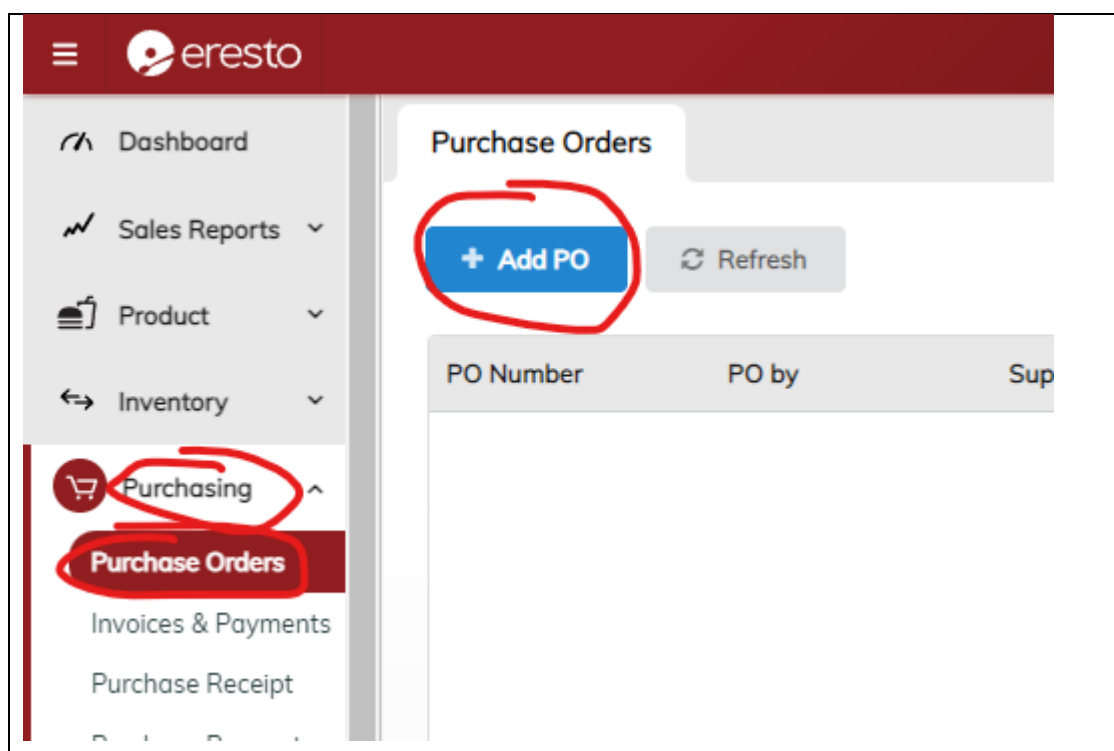 eresto
Dashboard
Sales Reports
Product
Inventory
Purchasing
Purchase Orders
Invoices & Payments
Purchase Receipt
Purchase Orders
+ Add PO
Refresh
PO Number PO by Sup